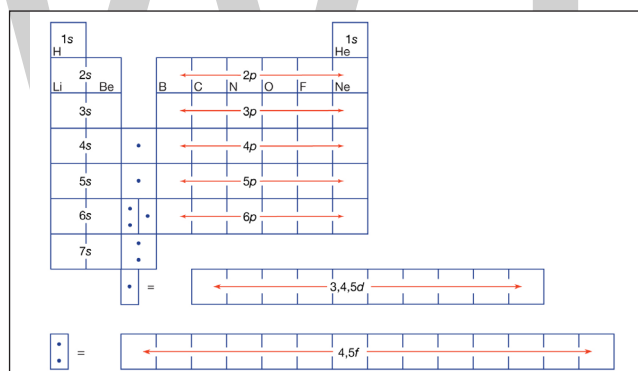 1s 1s
H He
2s 2p
Li Be B C N O F Ne
3s 3p
4s 4p
5s 5p
6s 6p
7s
= 3,4,5d
= 4,5f